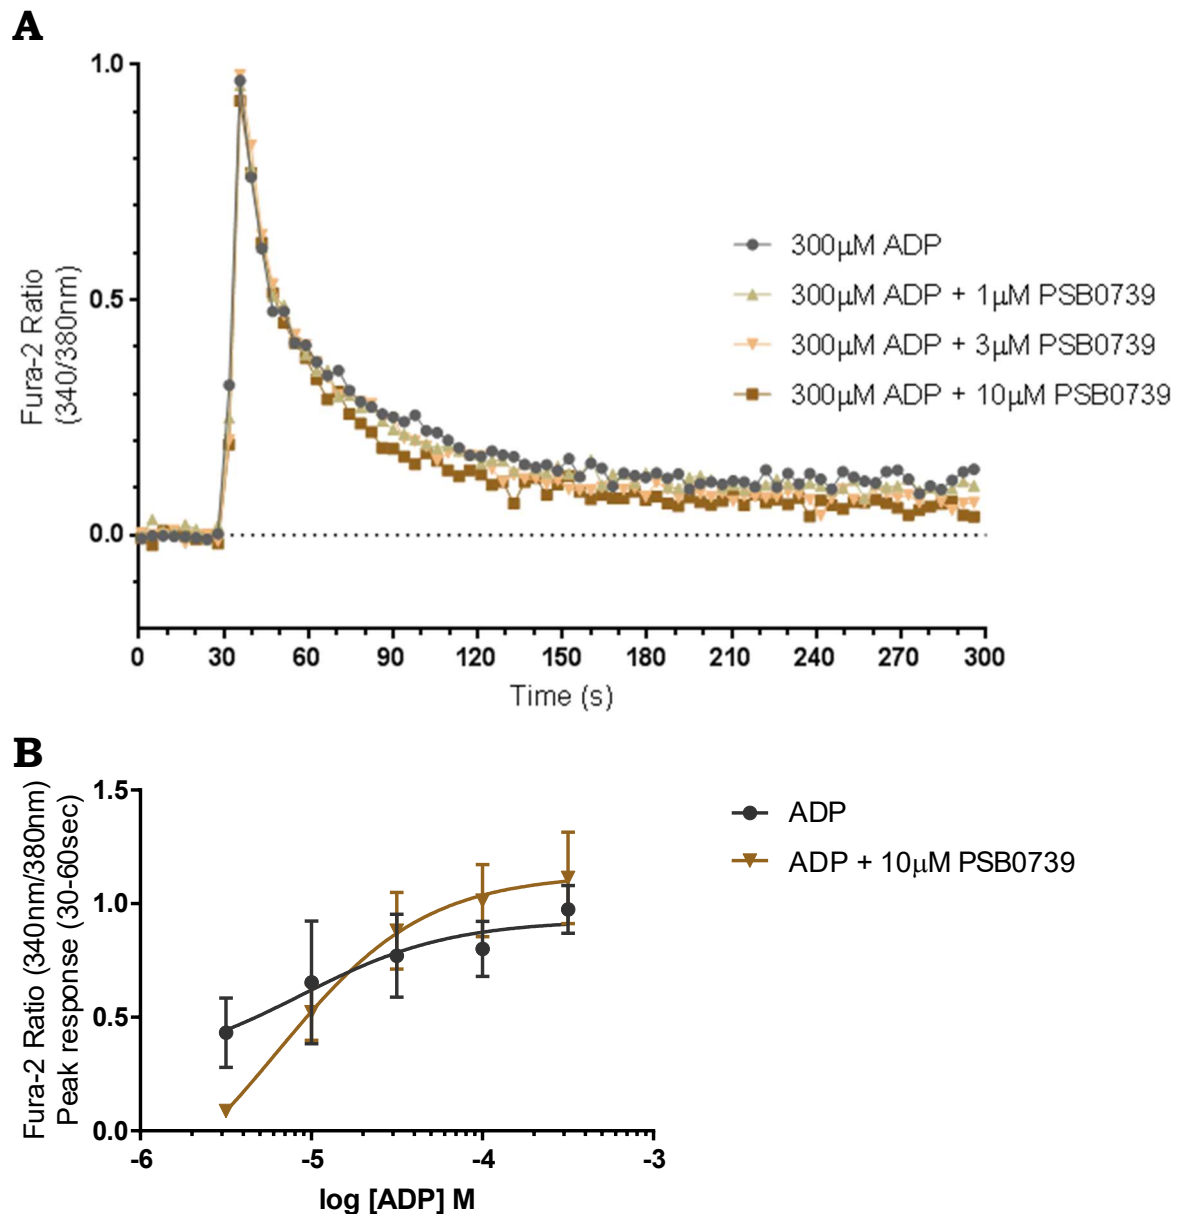 A
1.0
0.5
0.0
Fura-2 Ratio
(340/380nm)
300µM ADP
300µM ADP + 1µM PSB0739
300µM ADP + 3µM PSB0739
300µM ADP + 10µM PSB0739
0 30 60 90 120 150 180 210 240 270 300
Time (s)
B
1.5
1.0
0.5
0.0
Fura-2 Ratio (340nm/380nm)
Peak response (30-60sec)
ADP
ADP + 10µM PSB0739
-6 -5 -4 -3
log [ADP] M